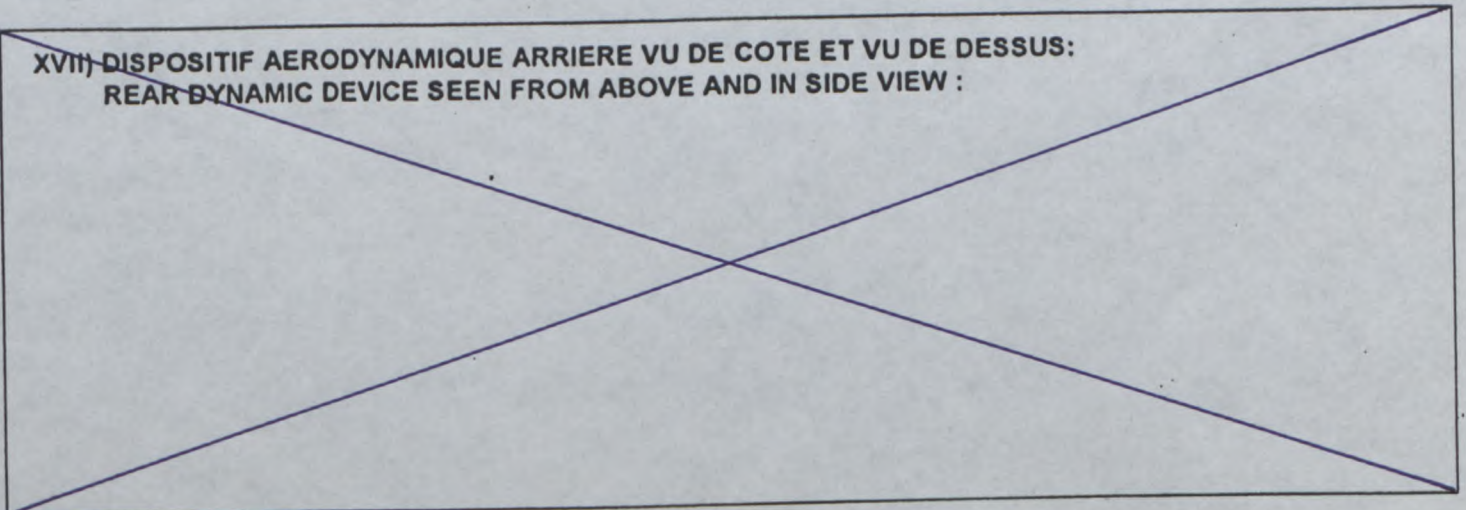 XVII) DISPOSITIF AERODYNAMIQUE ARRIERE VU DE COTE ET VU DE DESSUS:
REAR DYNAMIC DEVICE SEEN FROM ABOVE AND IN SIDE VIEW :